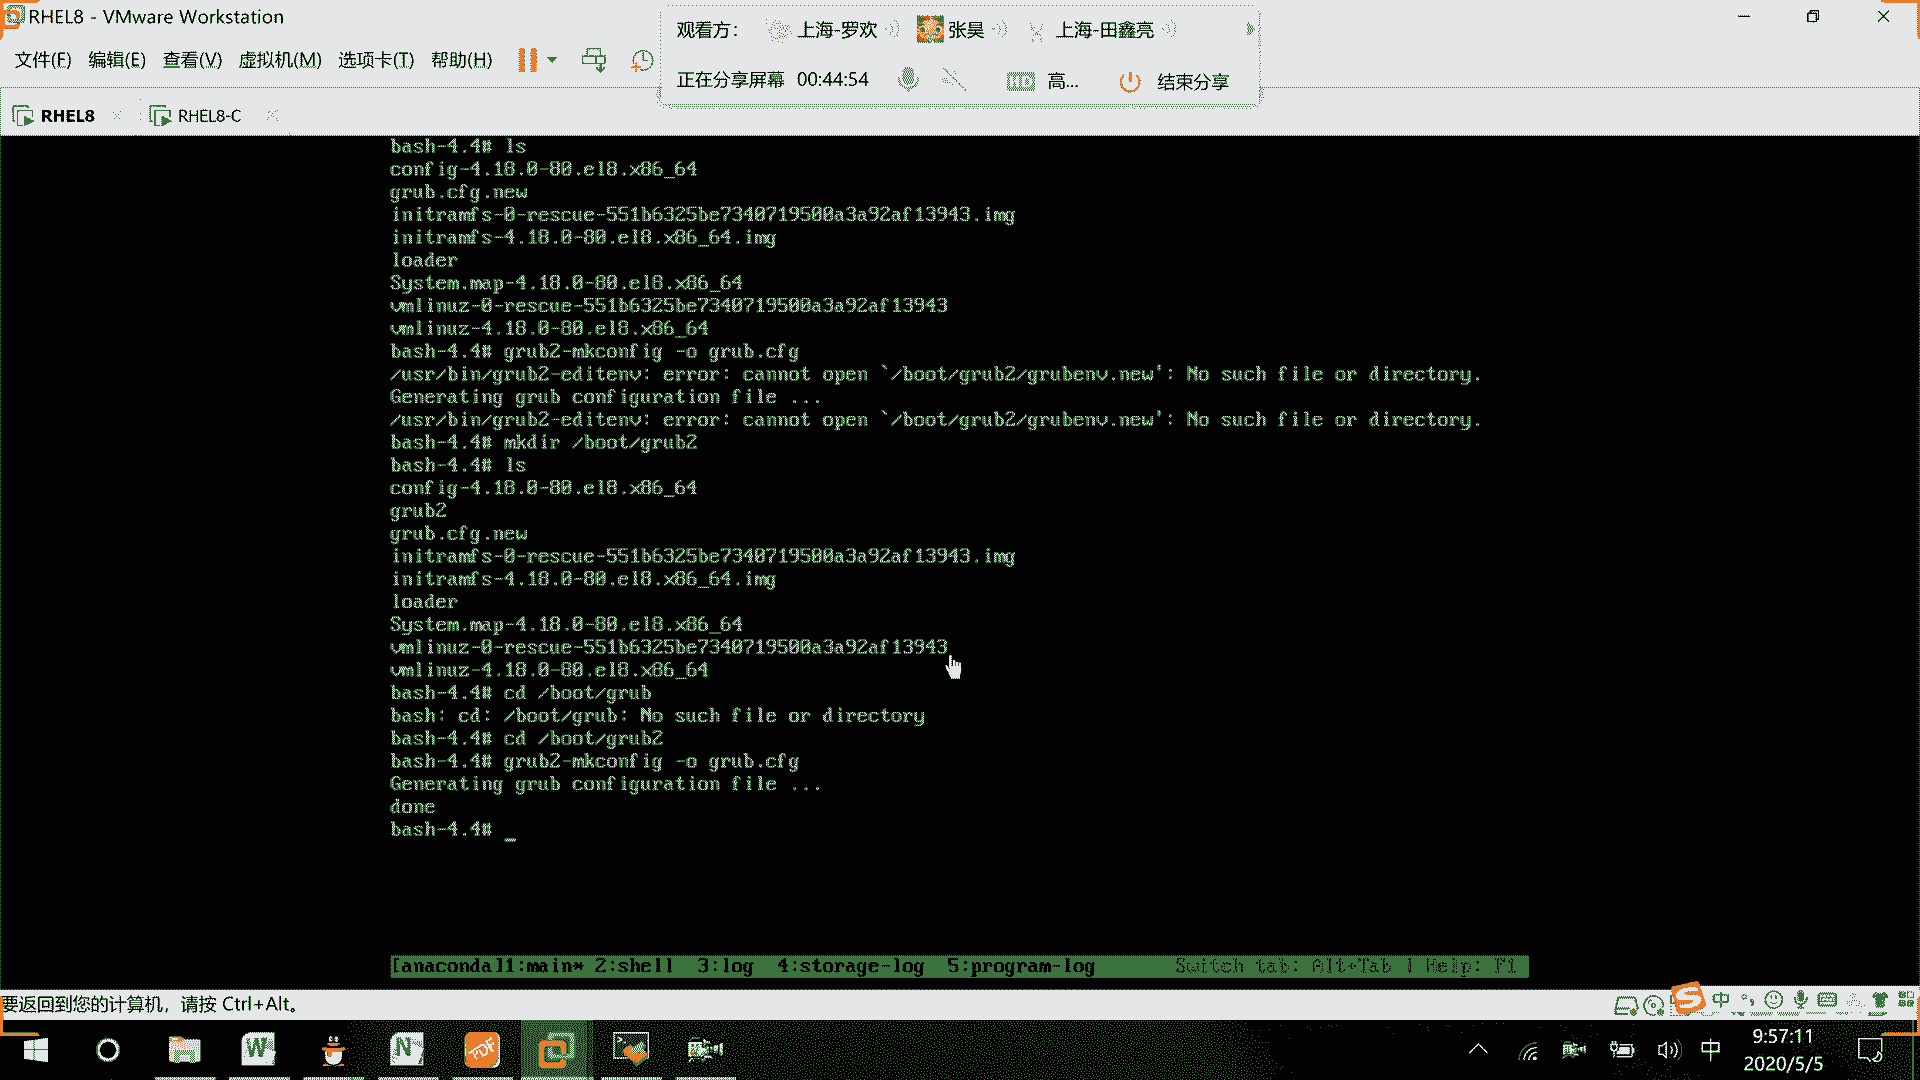 RHEL8 - VMware Workstation
文件(F) 编辑(E) 查看(V) 虚拟机(M) 选项卡(T) 帮助(H)
观看方： 上海-罗欢 张昊 上海-田鑫亮
正在分享屏幕 00:44:54 HD 高... 结束分享
RHEL8 RHEL8-C
bash-4.4# ls
config-4.18.0-80.el8.x86_64
grub.cfg.new
initramfs-0-rescue-551b6325be7340719500a3a92af13943.img
initramfs-4.18.0-80.el8.x86_64.img
loader
System.map-4.18.0-80.el8.x86_64
vmlinuz-0-rescue-551b6325be7340719500a3a92af13943
vmlinuz-4.18.0-80.el8.x86_64
bash-4.4# grub2-mkconfig -o grub.cfg
/usr/bin/grub2-editenv: error: cannot open `/boot/grub2/grubenv.new': No such file or directory.
Generating grub configuration file ...
/usr/bin/grub2-editenv: error: cannot open `/boot/grub2/grubenv.new': No such file or directory.
bash-4.4# mkdir /boot/grub2
bash-4.4# ls
config-4.18.0-80.el8.x86_64
grub2
grub.cfg.new
initramfs-0-rescue-551b6325be7340719500a3a92af13943.img
initramfs-4.18.0-80.el8.x86_64.img
loader
System.map-4.18.0-80.el8.x86_64
vmlinuz-0-rescue-551b6325be7340719500a3a92af13943
vmlinuz-4.18.0-80.el8.x86_64
bash-4.4# cd /boot/grub
bash: cd: /boot/grub: No such file or directory
bash-4.4# cd /boot/grub2
bash-4.4# grub2-mkconfig -o grub.cfg
Generating grub configuration file ...
done
bash-4.4# _
[anaconda]1:main* 2:shell 3:log 4:storage-log 5:program-log Switch tab: Alt+Tab | Help: F1
要返回到您的计算机，请按 Ctrl+Alt。
中
中 9:57:11
2020/5/5